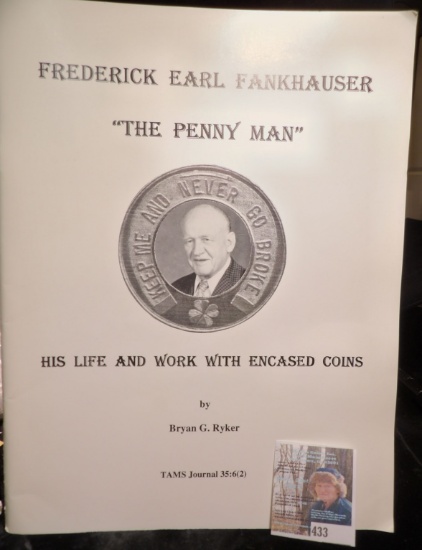 FREDERICK EARL FANKHAUSER
"THE PENNY MAN"
KEEP ME AND NEVER GO BROKE
HIS LIFE AND WORK WITH ENCASED COINS
by
Bryan G. Ryker
TAMS Journal 35:6(2)
1433